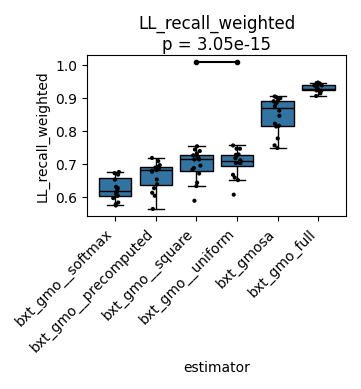 LL_recall_weighted
p = 3.05e-15
LL_recall_weighted
1.0
0.9
0.8
0.7
0.6
bxt_gmo__softmax
bxt_gmo__precomputed
bxt_gmo__square
bxt_gmo__uniform
bxt_gmosa
bxt_gmo_full
estimator